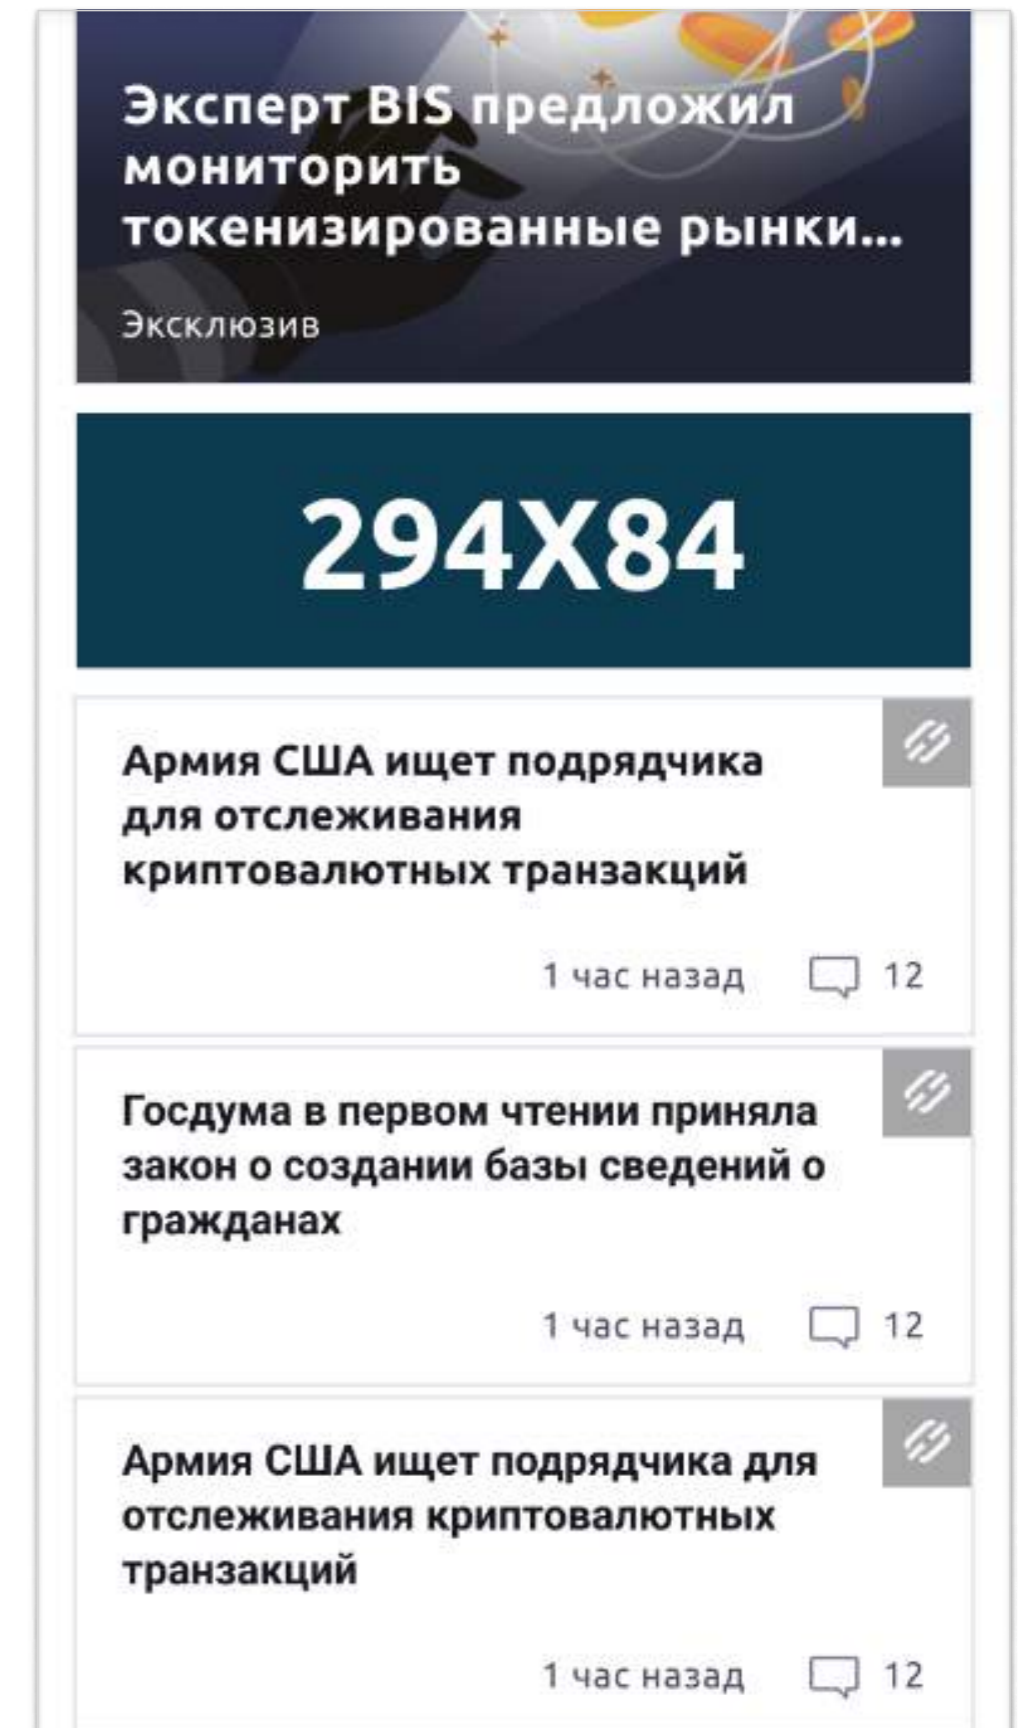 Эксперт BIS предложил
мониторить
токенизированные рынки...
Эксклюзив
294X84
Армия США ищет подрядчика
для отслеживания
криптовалютных транзакций
1 час назад 12
Госдума в первом чтении приняла
закон о создании базы сведений о
гражданах
1 час назад 12
Армия США ищет подрядчика для
отслеживания криптовалютных
транзакций
1 час назад 12